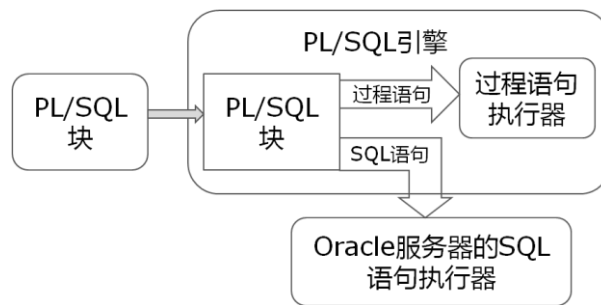 PL/SQL引擎
PL/SQL
块
PL/SQL
块
过程语句
过程语句
执行器
SQL语句
Oracle服务器的SQL
语句执行器